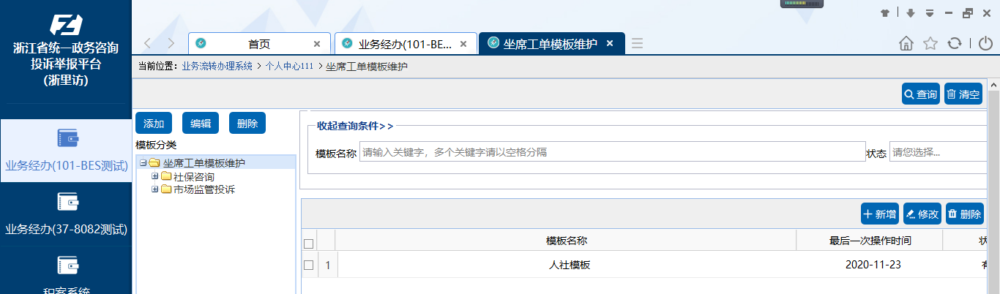 浙江省统一政务咨询
投诉举报平台
(浙里访)
首页
业务经办(101-BE...
坐席工单模板维护
当前位置：业务流转办理系统 > 个人中心111 > 坐席工单模板维护
查询 清空
业务经办(101-BES测试)
业务经办(37-8082测试)
添加 编辑 删除
模板分类
坐席工单模板维护
社保咨询
市场监管投诉
收起查询条件>>
模板名称 请输入关键字，多个关键字请以空格分隔 状态 请您选择...
新增 修改 删除
模板名称 最后一次操作时间
1 人社模板 2020-11-23